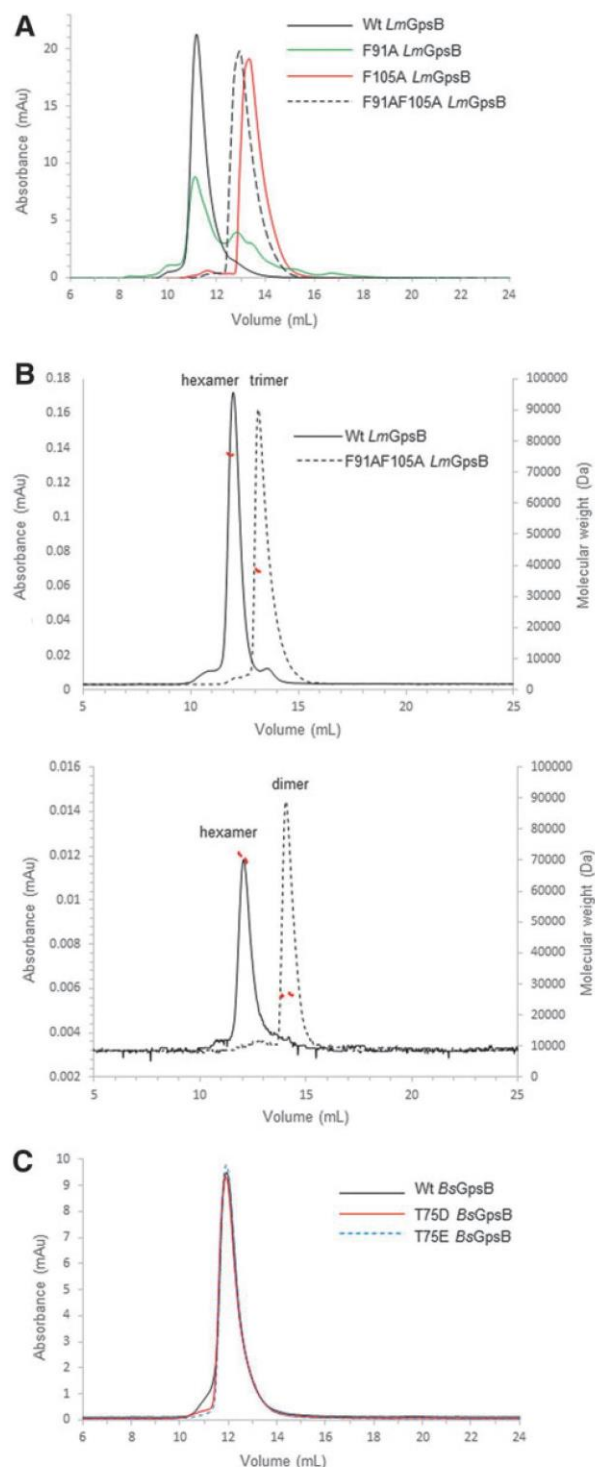 A
Wt LmGpsB
F91A LmGpsB
F105A LmGpsB
F91AF105A LmGpsB
Absorbance (mAu)
20
15
10
5
0
6 8 10 12 14 16 18 20 22 24
Volume (mL)
B
hexamer trimer
Wt LmGpsB
F91AF105A LmGpsB
Absorbance (mAu)
0.18
0.16
0.14
0.12
0.1
0.08
0.06
0.04
0.02
0
100000
90000
80000
70000
60000
50000
40000
30000
20000
10000
0
Molecular weight (Da)
5 10 15 20 25
Volume (mL)
dimer
hexamer
Absorbance (mAu)
0.016
0.014
0.012
0.01
0.008
0.006
0.004
0.002
100000
90000
80000
70000
60000
50000
40000
30000
20000
10000
0
Molecular weight (Da)
5 10 15 20 25
Volume (mL)
C
Wt BsGpsB
T75D BsGpsB
T75E BsGpsB
Absorbance (mAu)
10
9
8
7
6
5
4
3
2
1
0
6 8 10 12 14 16 18 20 22 24
Volume (mL)